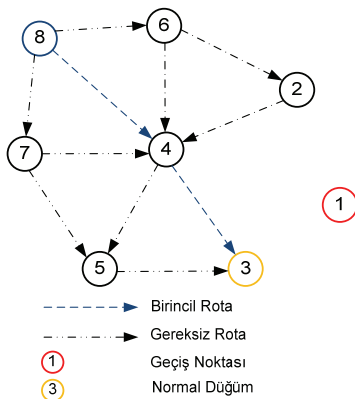 8
6
2
7
4
1
5
3
Birincil Rota
Gereksiz Rota
1 Geçiş Noktası
3 Normal Düğüm